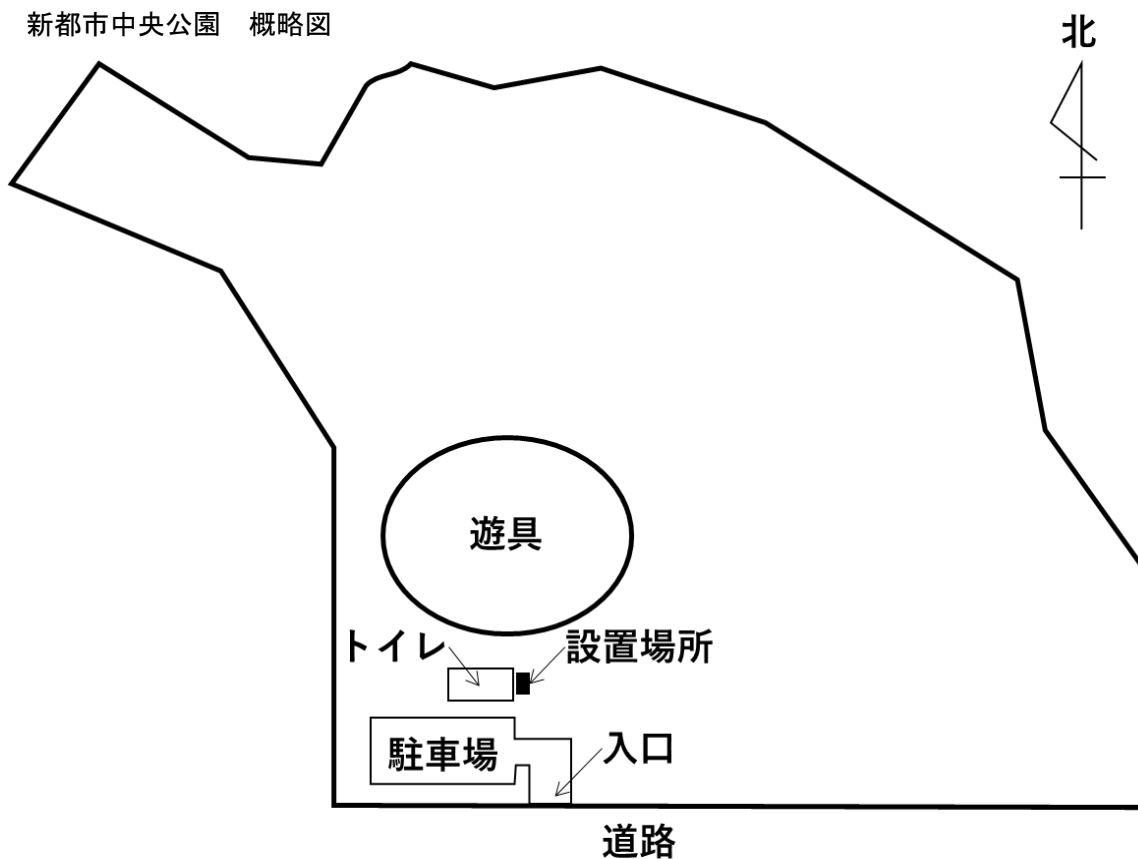 新都市中央公園　概略図
北
遊具
トイレ
設置場所
駐車場
入口
道路